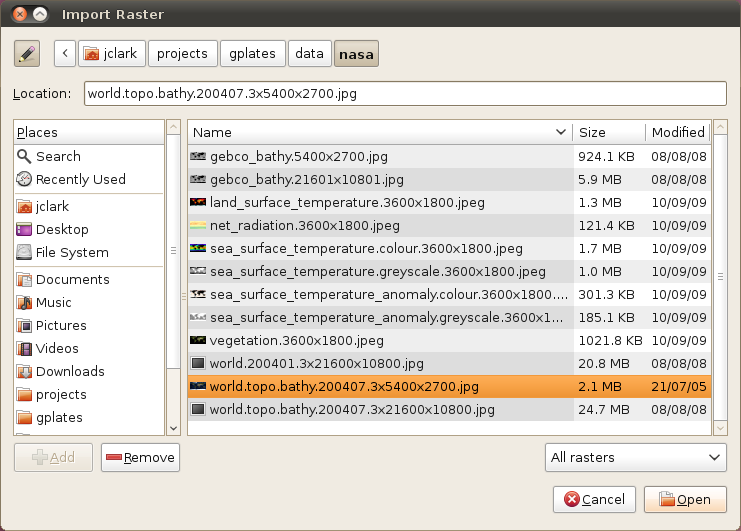 Import Raster
jclark projects gplates data nasa
Location: world.topo.bathy.200407.3x5400x2700.jpg
Places
Search
Recently Used
jclark
Desktop
File System
Documents
Music
Pictures
Videos
Downloads
projects
gplates
Name Size Modified
gebco_bathy.5400x2700.jpg 924.1 KB 08/08/08
gebco_bathy.21601x10801.jpg 5.9 MB 08/08/08
land_surface_temperature.3600x1800.jpeg 1.3 MB 10/09/09
net_radiation.3600x1800.jpg 121.4 KB 10/09/09
sea_surface_temperature.colour.3600x1800.jpeg 1.7 MB 10/09/09
sea_surface_temperature.greyscale.3600x1800.jpeg 1.0 MB 10/09/09
sea_surface_temperature_anomaly.colour.3600x1800.... 301.3 KB 10/09/09
sea_surface_temperature_anomaly.greyscale.3600x1... 185.1 KB 10/09/09
vegetation.3600x1800.jpeg 1021.8 KB 10/09/09
world.200401.3x21600x10800.jpg 20.8 MB 08/08/08
world.topo.bathy.200407.3x5400x2700.jpg 2.1 MB 21/07/05
world.topo.bathy.200407.3x21600x10800.jpg 24.7 MB 08/08/08
Add Remove All rasters
Cancel Open